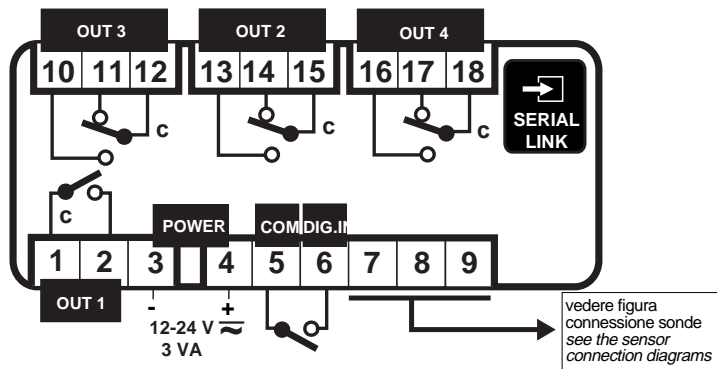 OUT 3 OUT 2 OUT 4
10 11 12 13 14 15 16 17 18
SERIAL
LINK
c c c
c
POWER COM DIG.IN
1 2 3 4 5 6 7 8 9
OUT 1
- +
12-24 V
3 VA
vedere figura
connessione sonde
see the sensor
connection diagrams